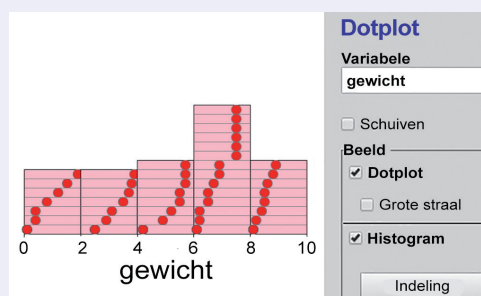 0 2 4 6 8 10
gewicht
Dotplot
Variabele
gewicht
Schuiven
Beeld
Dotplot
Grote straal
Histogram
Indeling